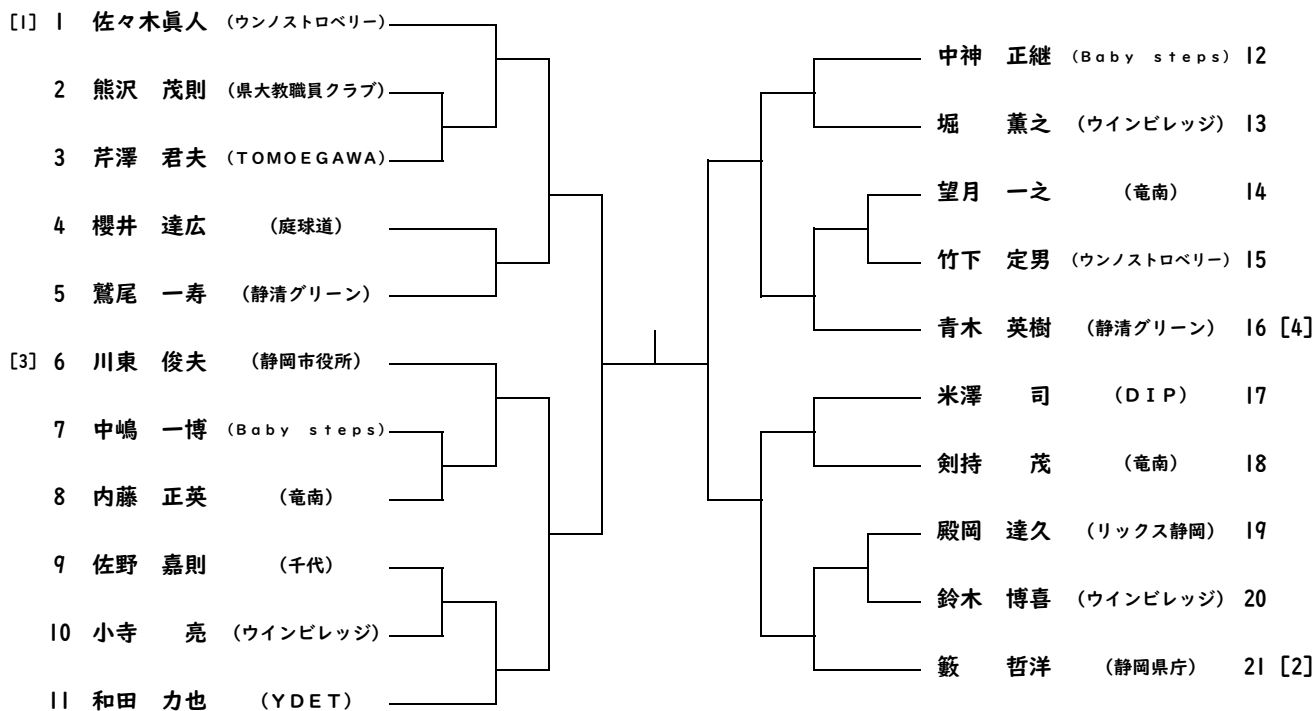 [1] 1 佐々木眞人 (ウンノストロベリー)
2 熊沢 茂則 (県大教職員クラブ)
3 芹澤 君夫 (TOMOEGAWA)
4 櫻井 達広 (庭球道)
5 鷲尾 一寿 (静清グリーン)
[3] 6 川東 俊夫 (静岡市役所)
7 中嶋 一博 (Baby steps)
8 内藤 正英 (竜南)
9 佐野 嘉則 (千代)
10 小寺 亮 (ウインビレッジ)
11 和田 力也 (YDET)
中神 正継 (Baby steps) 12
堀 薫之 (ウインビレッジ) 13
望月 一之 (竜南) 14
竹下 定男 (ウンノストロベリー) 15
青木 英樹 (静清グリーン) 16 [4]
米澤 司 (DIP) 17
剣持 茂 (竜南) 18
殿岡 達久 (リックス静岡) 19
鈴木 博喜 (ウインビレッジ) 20
籔 哲洋 (静岡県庁) 21 [2]